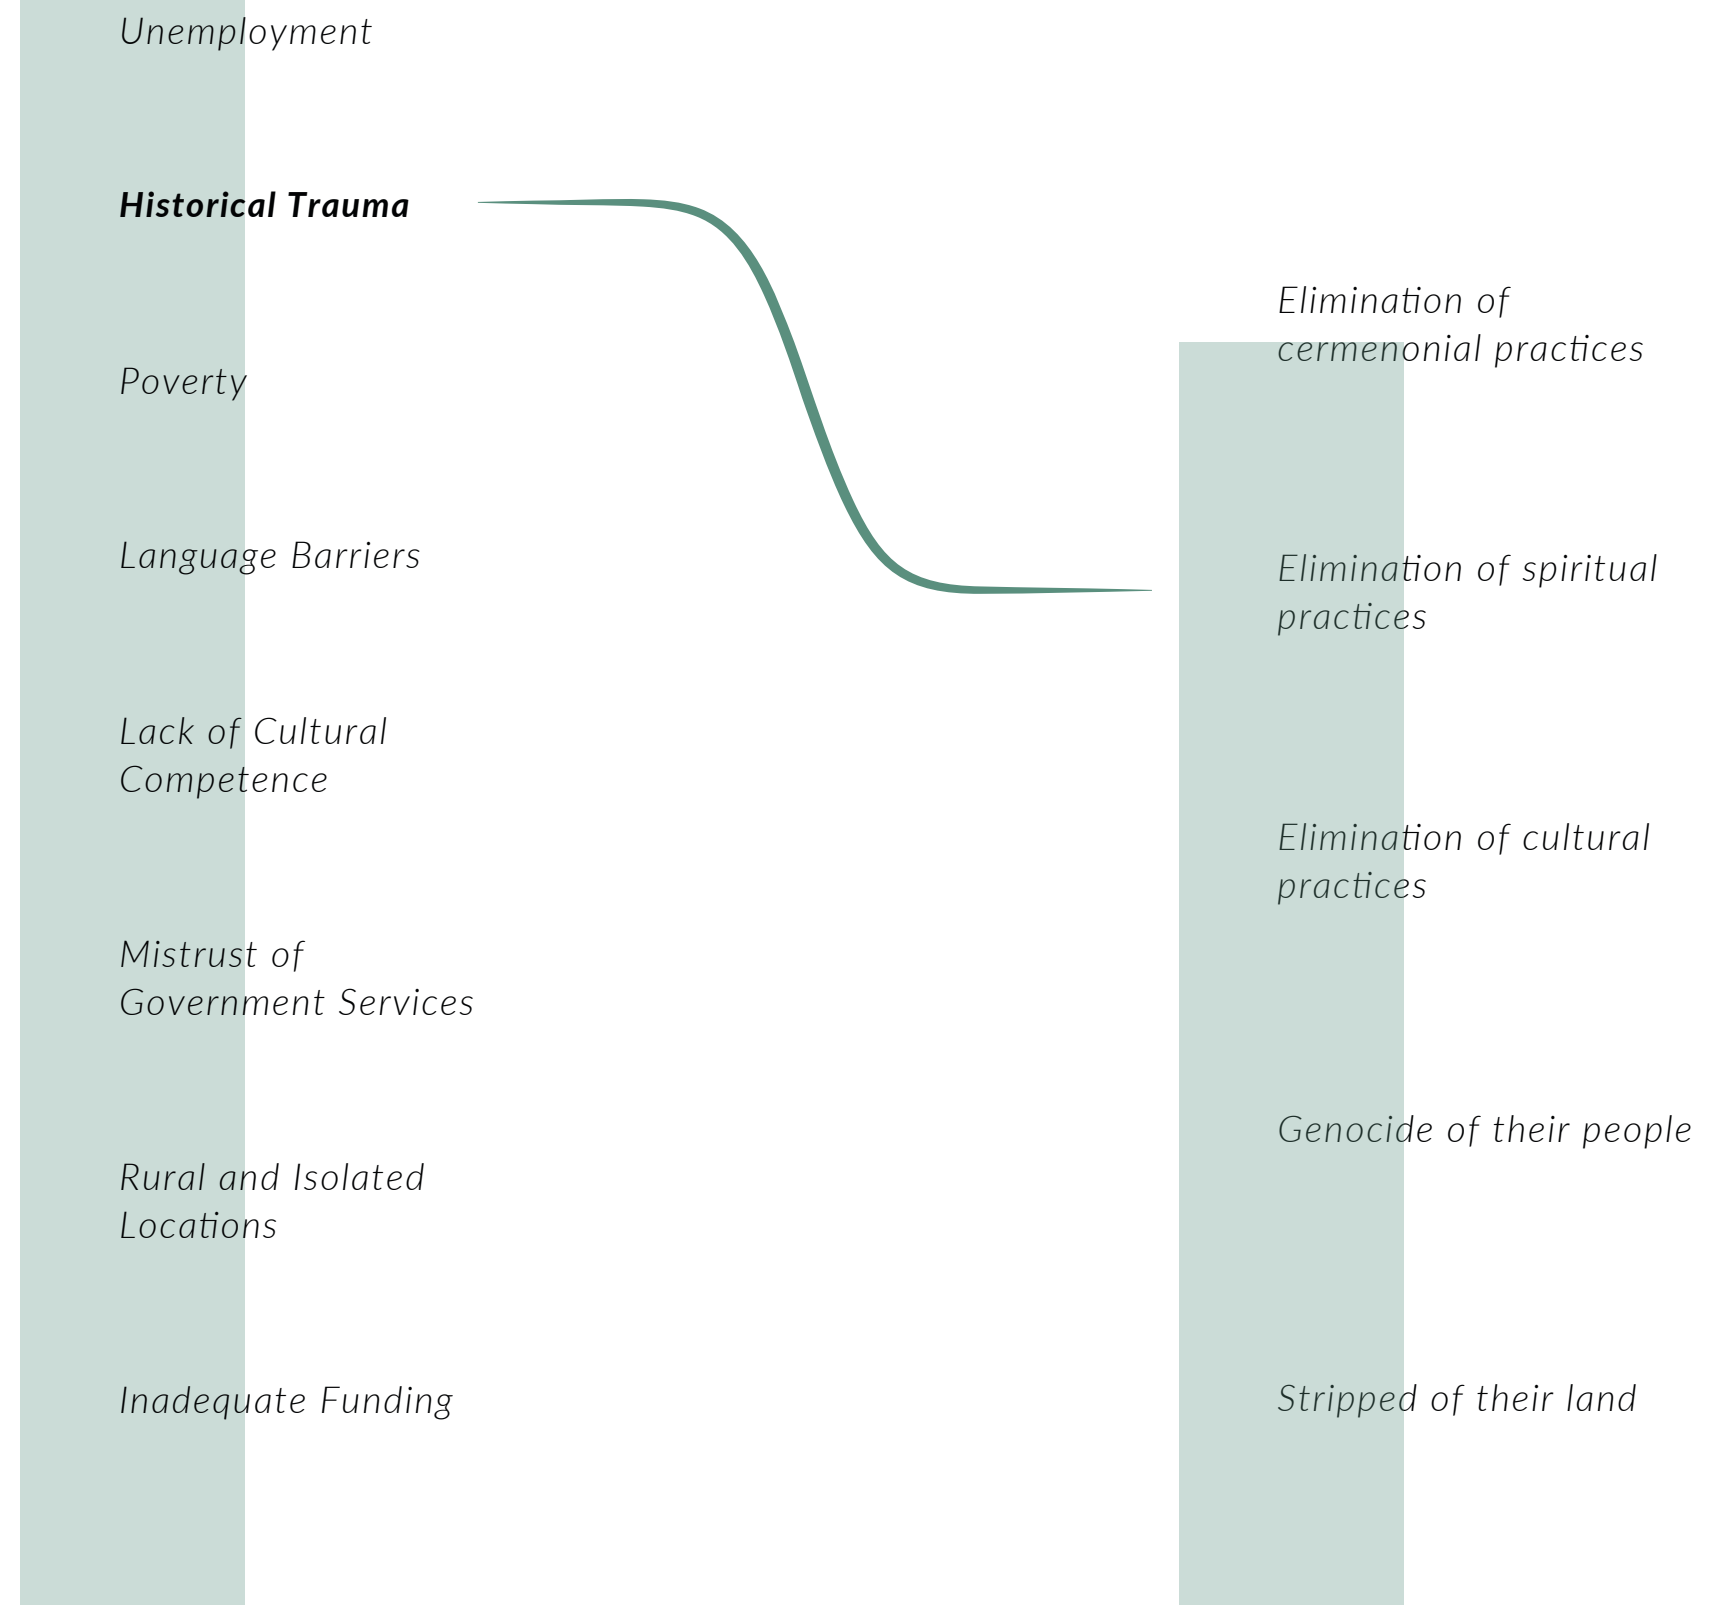 Unemployment
Historical Trauma
Poverty
Language Barriers
Lack of Cultural
Competence
Mistrust of
Government Services
Rural and Isolated
Locations
Inadequate Funding
Elimination of
cermenonial practices
Elimination of spiritual
practices
Elimination of cultural
practices
Genocide of their people
Stripped of their land